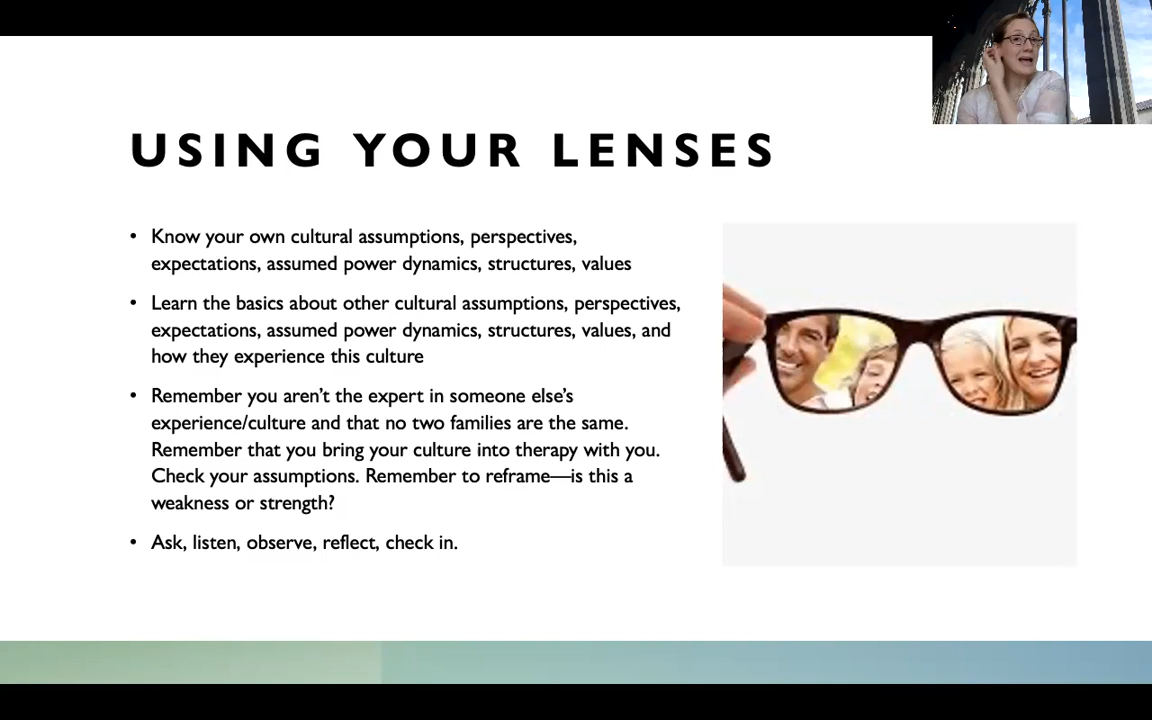 USING YOUR LENSES
• Know your own cultural assumptions, perspectives,
expectations, assumed power dynamics, structures, values
• Learn the basics about other cultural assumptions, perspectives,
expectations, assumed power dynamics, structures, values, and
how they experience this culture
• Remember you aren’t the expert in someone else’s
experience/culture and that no two families are the same.
Remember that you bring your culture into therapy with you.
Check your assumptions. Remember to reframe—is this a
weakness or strength?
• Ask, listen, observe, reflect, check in.